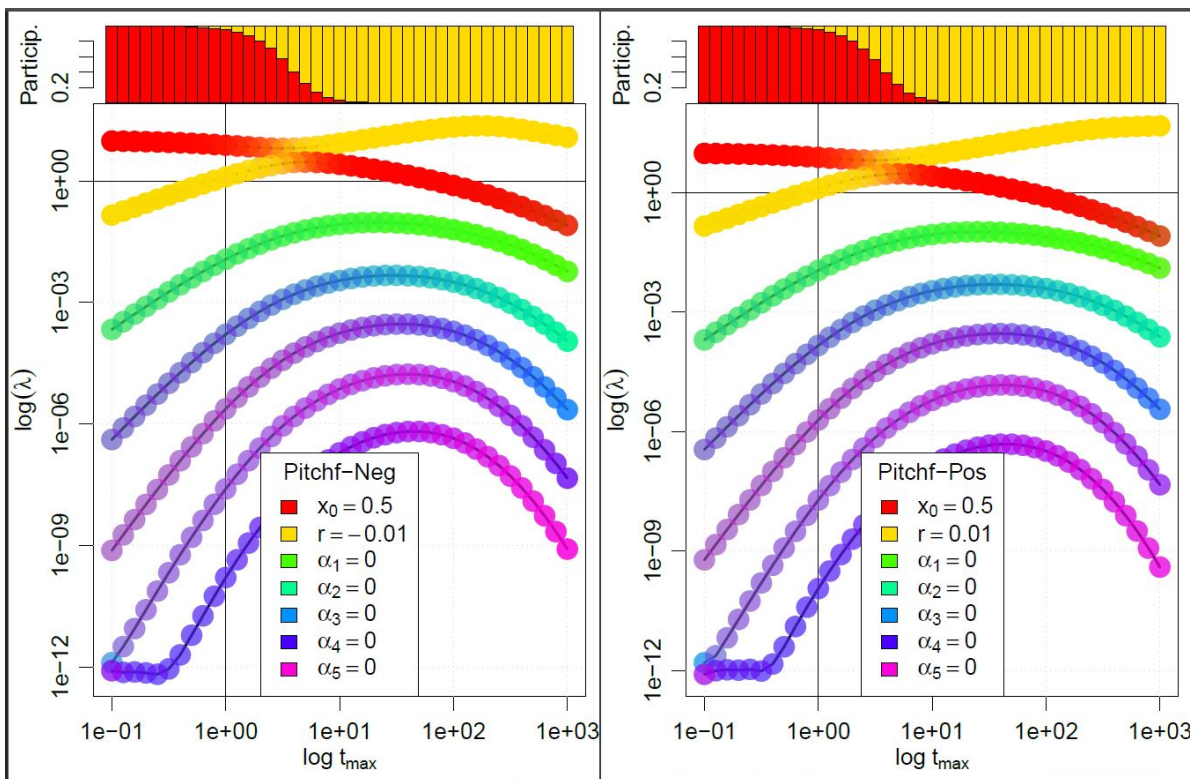 Particip.
0.2
log(λ)
1e+00
1e−03
1e−06
1e−09
1e−12
Pitchf−Neg
x₀ = 0.5
r = −0.01
α₁ = 0
α₂ = 0
α₃ = 0
α₄ = 0
α₅ = 0
1e−01 1e+00 1e+01 1e+02 1e+03
log tₘₐₓ
Particip.
0.2
log(λ)
1e+00
1e−03
1e−06
1e−09
1e−12
Pitchf−Pos
x₀ = 0.5
r = 0.01
α₁ = 0
α₂ = 0
α₃ = 0
α₄ = 0
α₅ = 0
1e−01 1e+00 1e+01 1e+02 1e+03
log tₘₐₓ